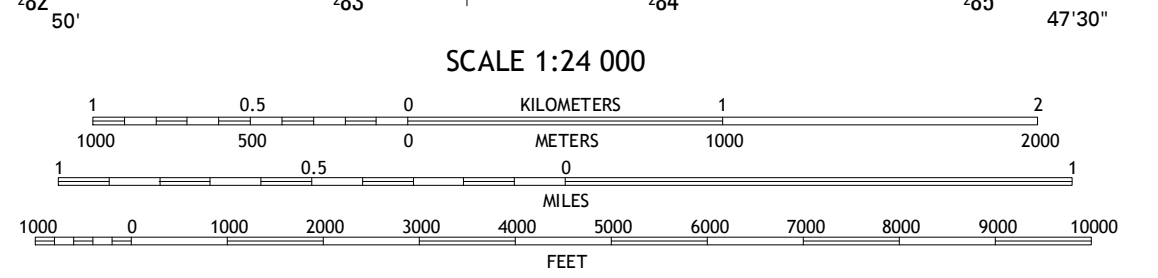 ²82 ²83 ²84 ²85
50' 47'30"
SCALE 1:24 000
1 0.5 0 KILOMETERS 1 2
1000 500 0 METERS 1000 2000
1 0.5 0 1
MILES
1000 0 1000 2000 3000 4000 5000 6000 7000 8000 9000 10000
FEET